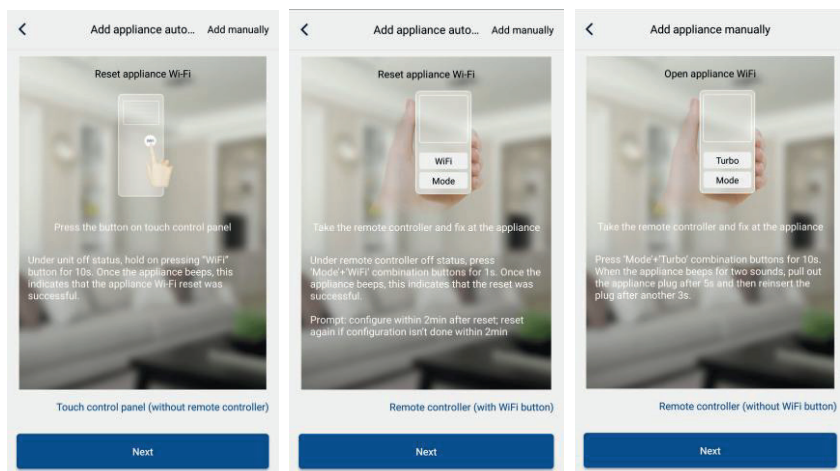 Add appliance auto... Add manually
Reset appliance Wi-Fi
Press the button on touch control panel
Under unit off status, hold on pressing "WiFi"
button for 10s. Once the appliance beeps, this
indicates that the appliance Wi-Fi reset was
successful.
Touch control panel (without remote controller)
Next
Add appliance auto... Add manually
Reset appliance Wi-Fi
WiFi
Mode
Take the remote controller and fix at the appliance
Under remote controller off status, press
'Mode'+'WiFi' combination buttons for 1s. Once the
appliance beeps, this indicates that the reset was
successful.
Prompt: configure within 2min after reset; reset
again if configuration isn't done within 2min
Remote controller (with WiFi button)
Next
Add appliance manually
Open appliance WiFi
Turbo
Mode
Take the remote controller and fix at the appliance
Press 'Mode'+'Turbo' combination buttons for 10s.
When the appliance beeps for two sounds, pull out
the appliance plug after 5s and then reinsert the
plug after another 3s.
Remote controller (without WiFi button)
Next